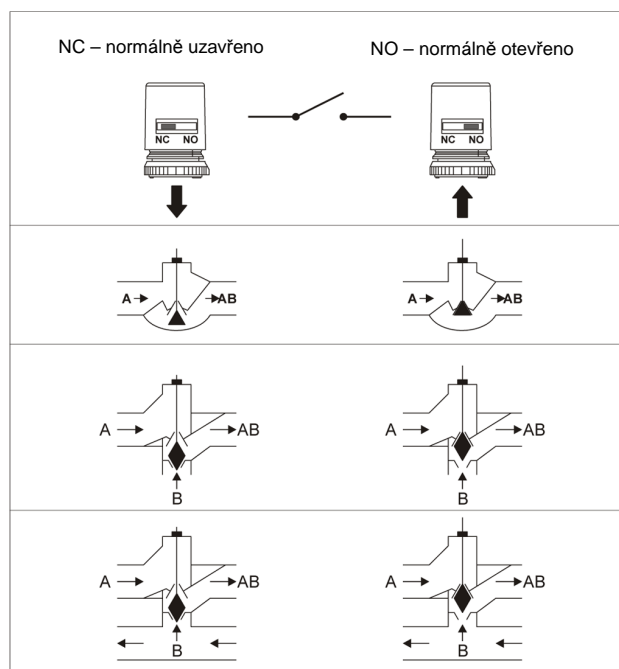 NC – normálně uzavřeno NO – normálně otevřeno
NC NO NC NO
A AB A AB
A AB A AB
B B
A AB A AB
B B